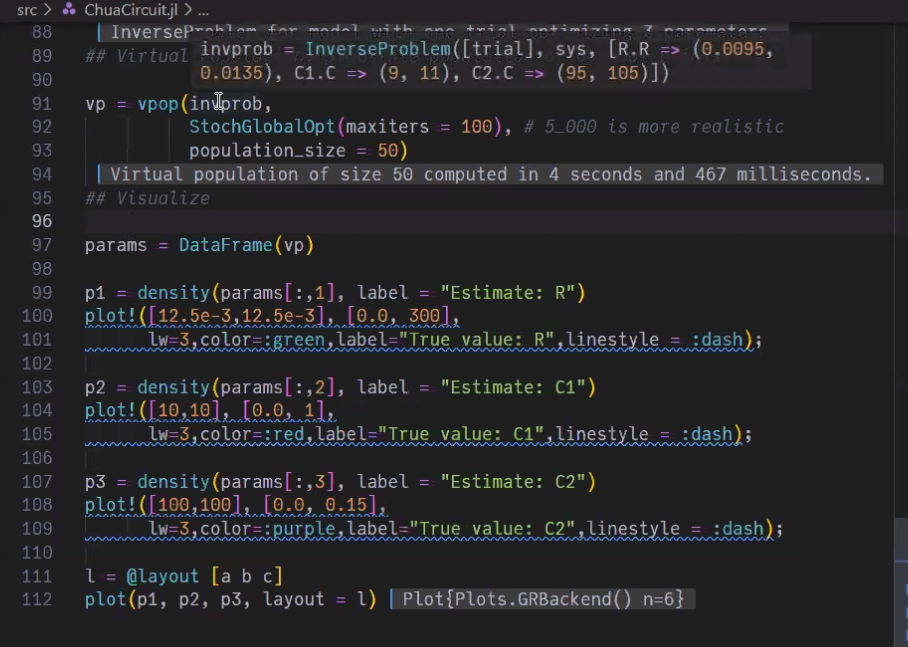 src > ChuaCircuit.jl > ...
88 InverseProblem for model with one trial optimizing 3 parameters
89 ## Virtual
invprob = InverseProblem([trial], sys, [R.R => (0.0095,
0.0135), C1.C => (9, 11), C2.C => (95, 105)])
90
91 vp = vpop(invprob,
92 StochGlobalOpt(maxiters = 100), # 5_000 is more realistic
93 population_size = 50)
94 Virtual population of size 50 computed in 4 seconds and 467 milliseconds.
95 ## Visualize
96
97 params = DataFrame(vp)
98
99 p1 = density(params[:,1], label = "Estimate: R")
100 plot!([12.5e-3,12.5e-3], [0.0, 300],
101 lw=3,color=:green,label="True value: R",linestyle = :dash);
102
103 p2 = density(params[:,2], label = "Estimate: C1")
104 plot!([10,10], [0.0, 1],
105 lw=3,color=:red,label="True value: C1",linestyle = :dash);
106
107 p3 = density(params[:,3], label = "Estimate: C2")
108 plot!([100,100], [0.0, 0.15],
109 lw=3,color=:purple,label="True value: C2",linestyle = :dash);
110
111 l = @layout [a b c]
112 plot(p1, p2, p3, layout = l) Plot{Plots.GRBackend() n=6}